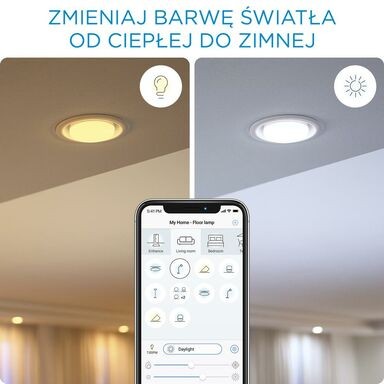 ZMIENIAJ BARWĘ ŚWIATŁA
OD CIEPŁEJ DO ZIMNEJ
5:41 PM
My Home - Floor lamp
Entrance
Living room
Bedroom
Daylight